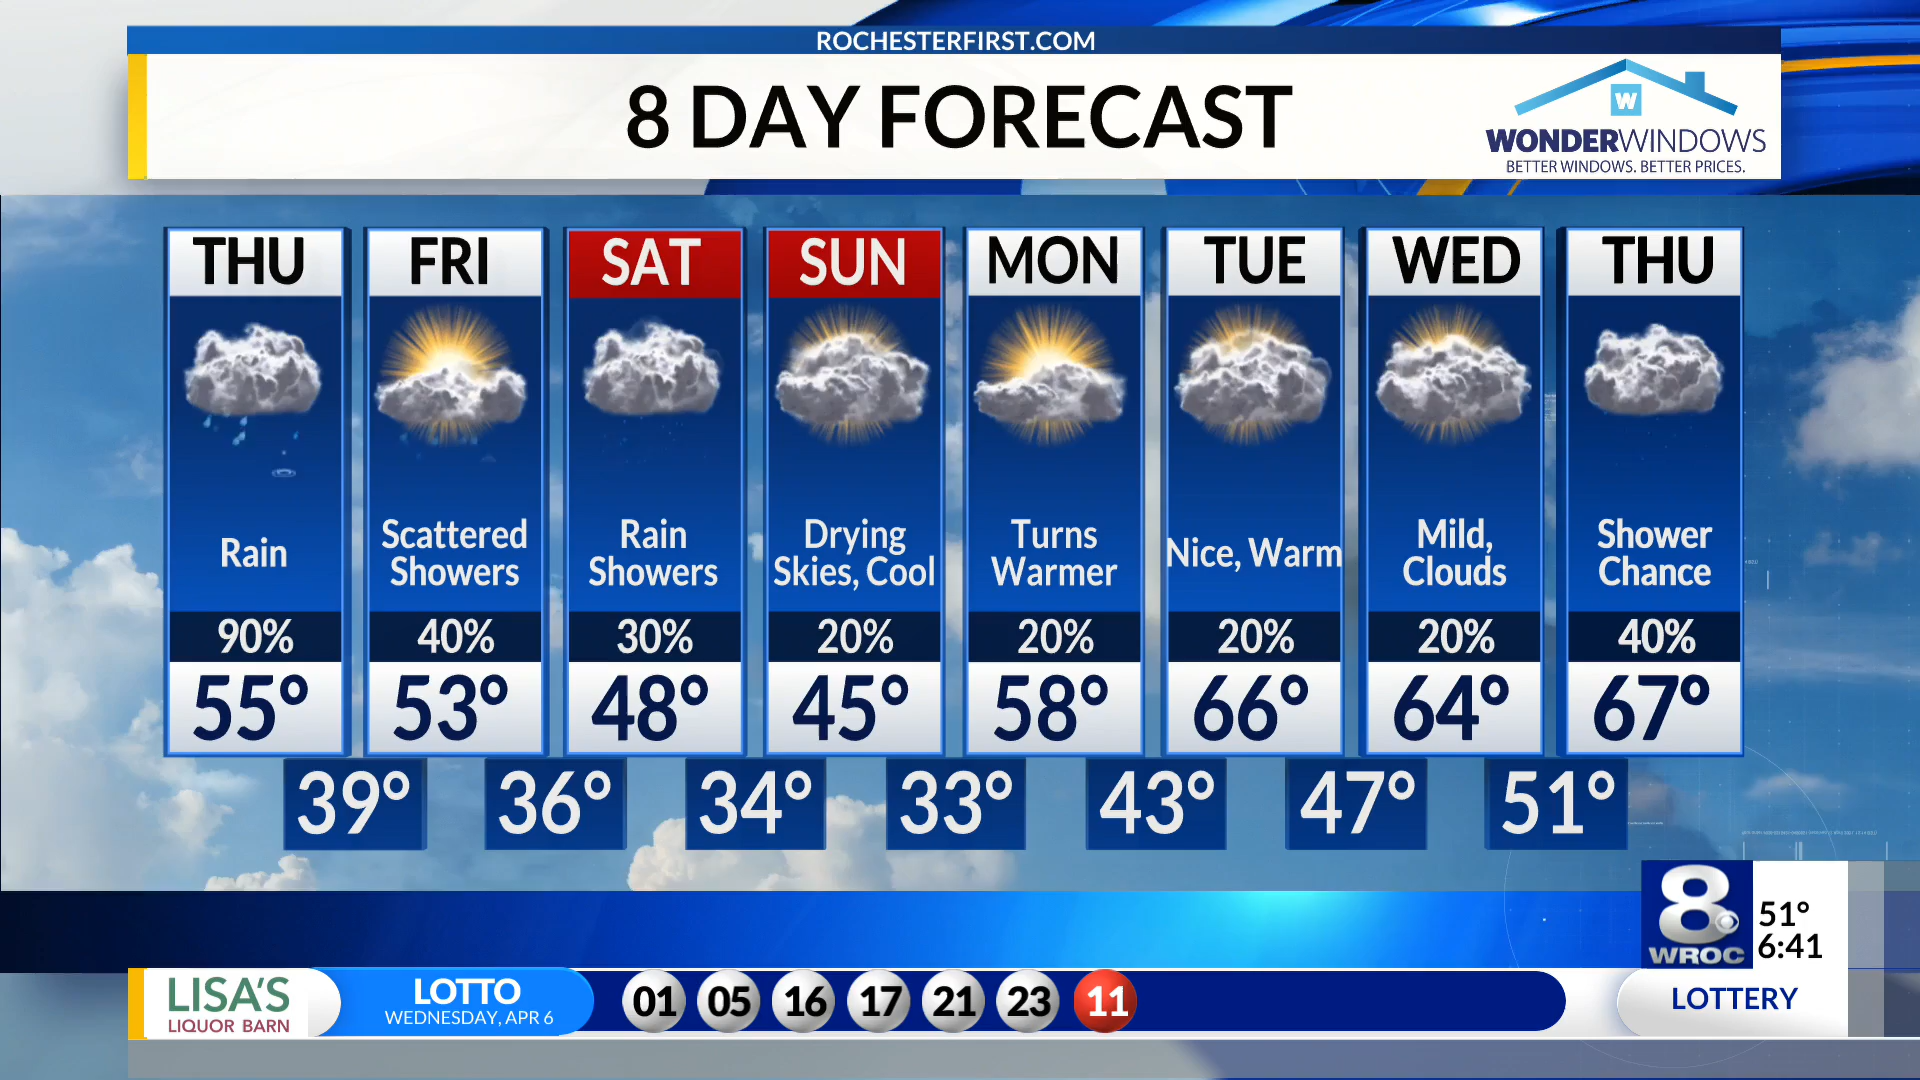 ROCHESTERFIRST.COM
8 DAY FORECAST
W
WONDERWINDOWS
BETTER WINDOWS. BETTER PRICES.
THU FRI SAT SUN MON TUE WED THU
Rain
Scattered
Showers
Rain
Showers
Drying
Skies, Cool
Turns
Warmer
Nice, Warm
Mild,
Clouds
Shower
Chance
90% 40% 30% 20% 20% 20% 20% 40%
55° 53° 48° 45° 58° 66° 64° 67°
39° 36° 34° 33° 43° 47° 51°
8
WROC
51°
6:41
LISA'S
LIQUOR BARN
LOTTO
WEDNESDAY, APR 6
01 05 16 17 21 23 11
LOTTERY